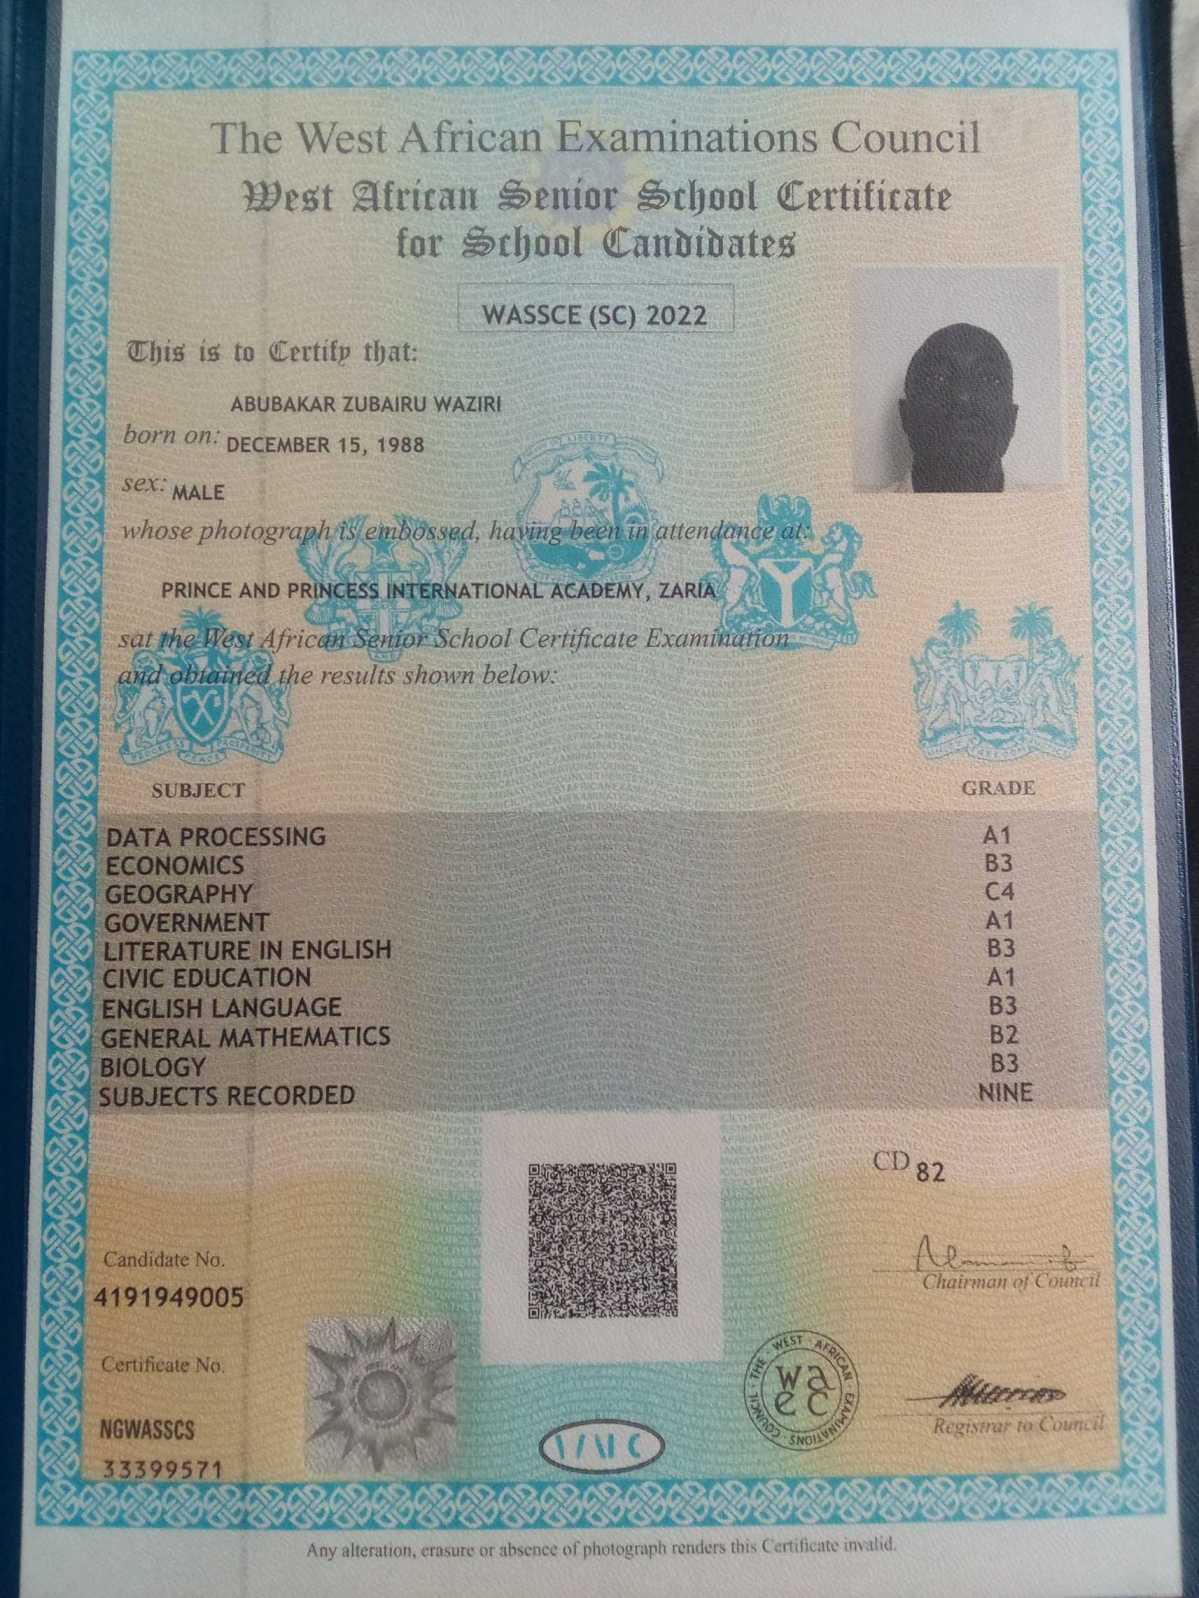 The West African Examinations Council
West African Senior School Certificate
for School Candidates
WASSCE (SC) 2022
This is to Certify that:
ABUBAKAR ZUBAIRU WAZIRI
born on: DECEMBER 15, 1988
sex: MALE
whose photograph is embossed, having been in attendance at:
PRINCE AND PRINCESS INTERNATIONAL ACADEMY, ZARIA
sat the West African Senior School Certificate Examination
and obtained the results shown below:
SUBJECT GRADE
DATA PROCESSING A1
ECONOMICS B3
GEOGRAPHY C4
GOVERNMENT A1
LITERATURE IN ENGLISH B3
CIVIC EDUCATION A1
ENGLISH LANGUAGE B3
GENERAL MATHEMATICS B2
BIOLOGY B3
SUBJECTS RECORDED NINE
CD 82
Candidate No.
4191949005
Chairman of Council
Certificate No.
NGWASSCS
33399571
THE WEST AFRICAN EXAMINATIONS COUNCIL
waec
Registrar to Council
Any alteration, erasure or absence of photograph renders this Certificate invalid.